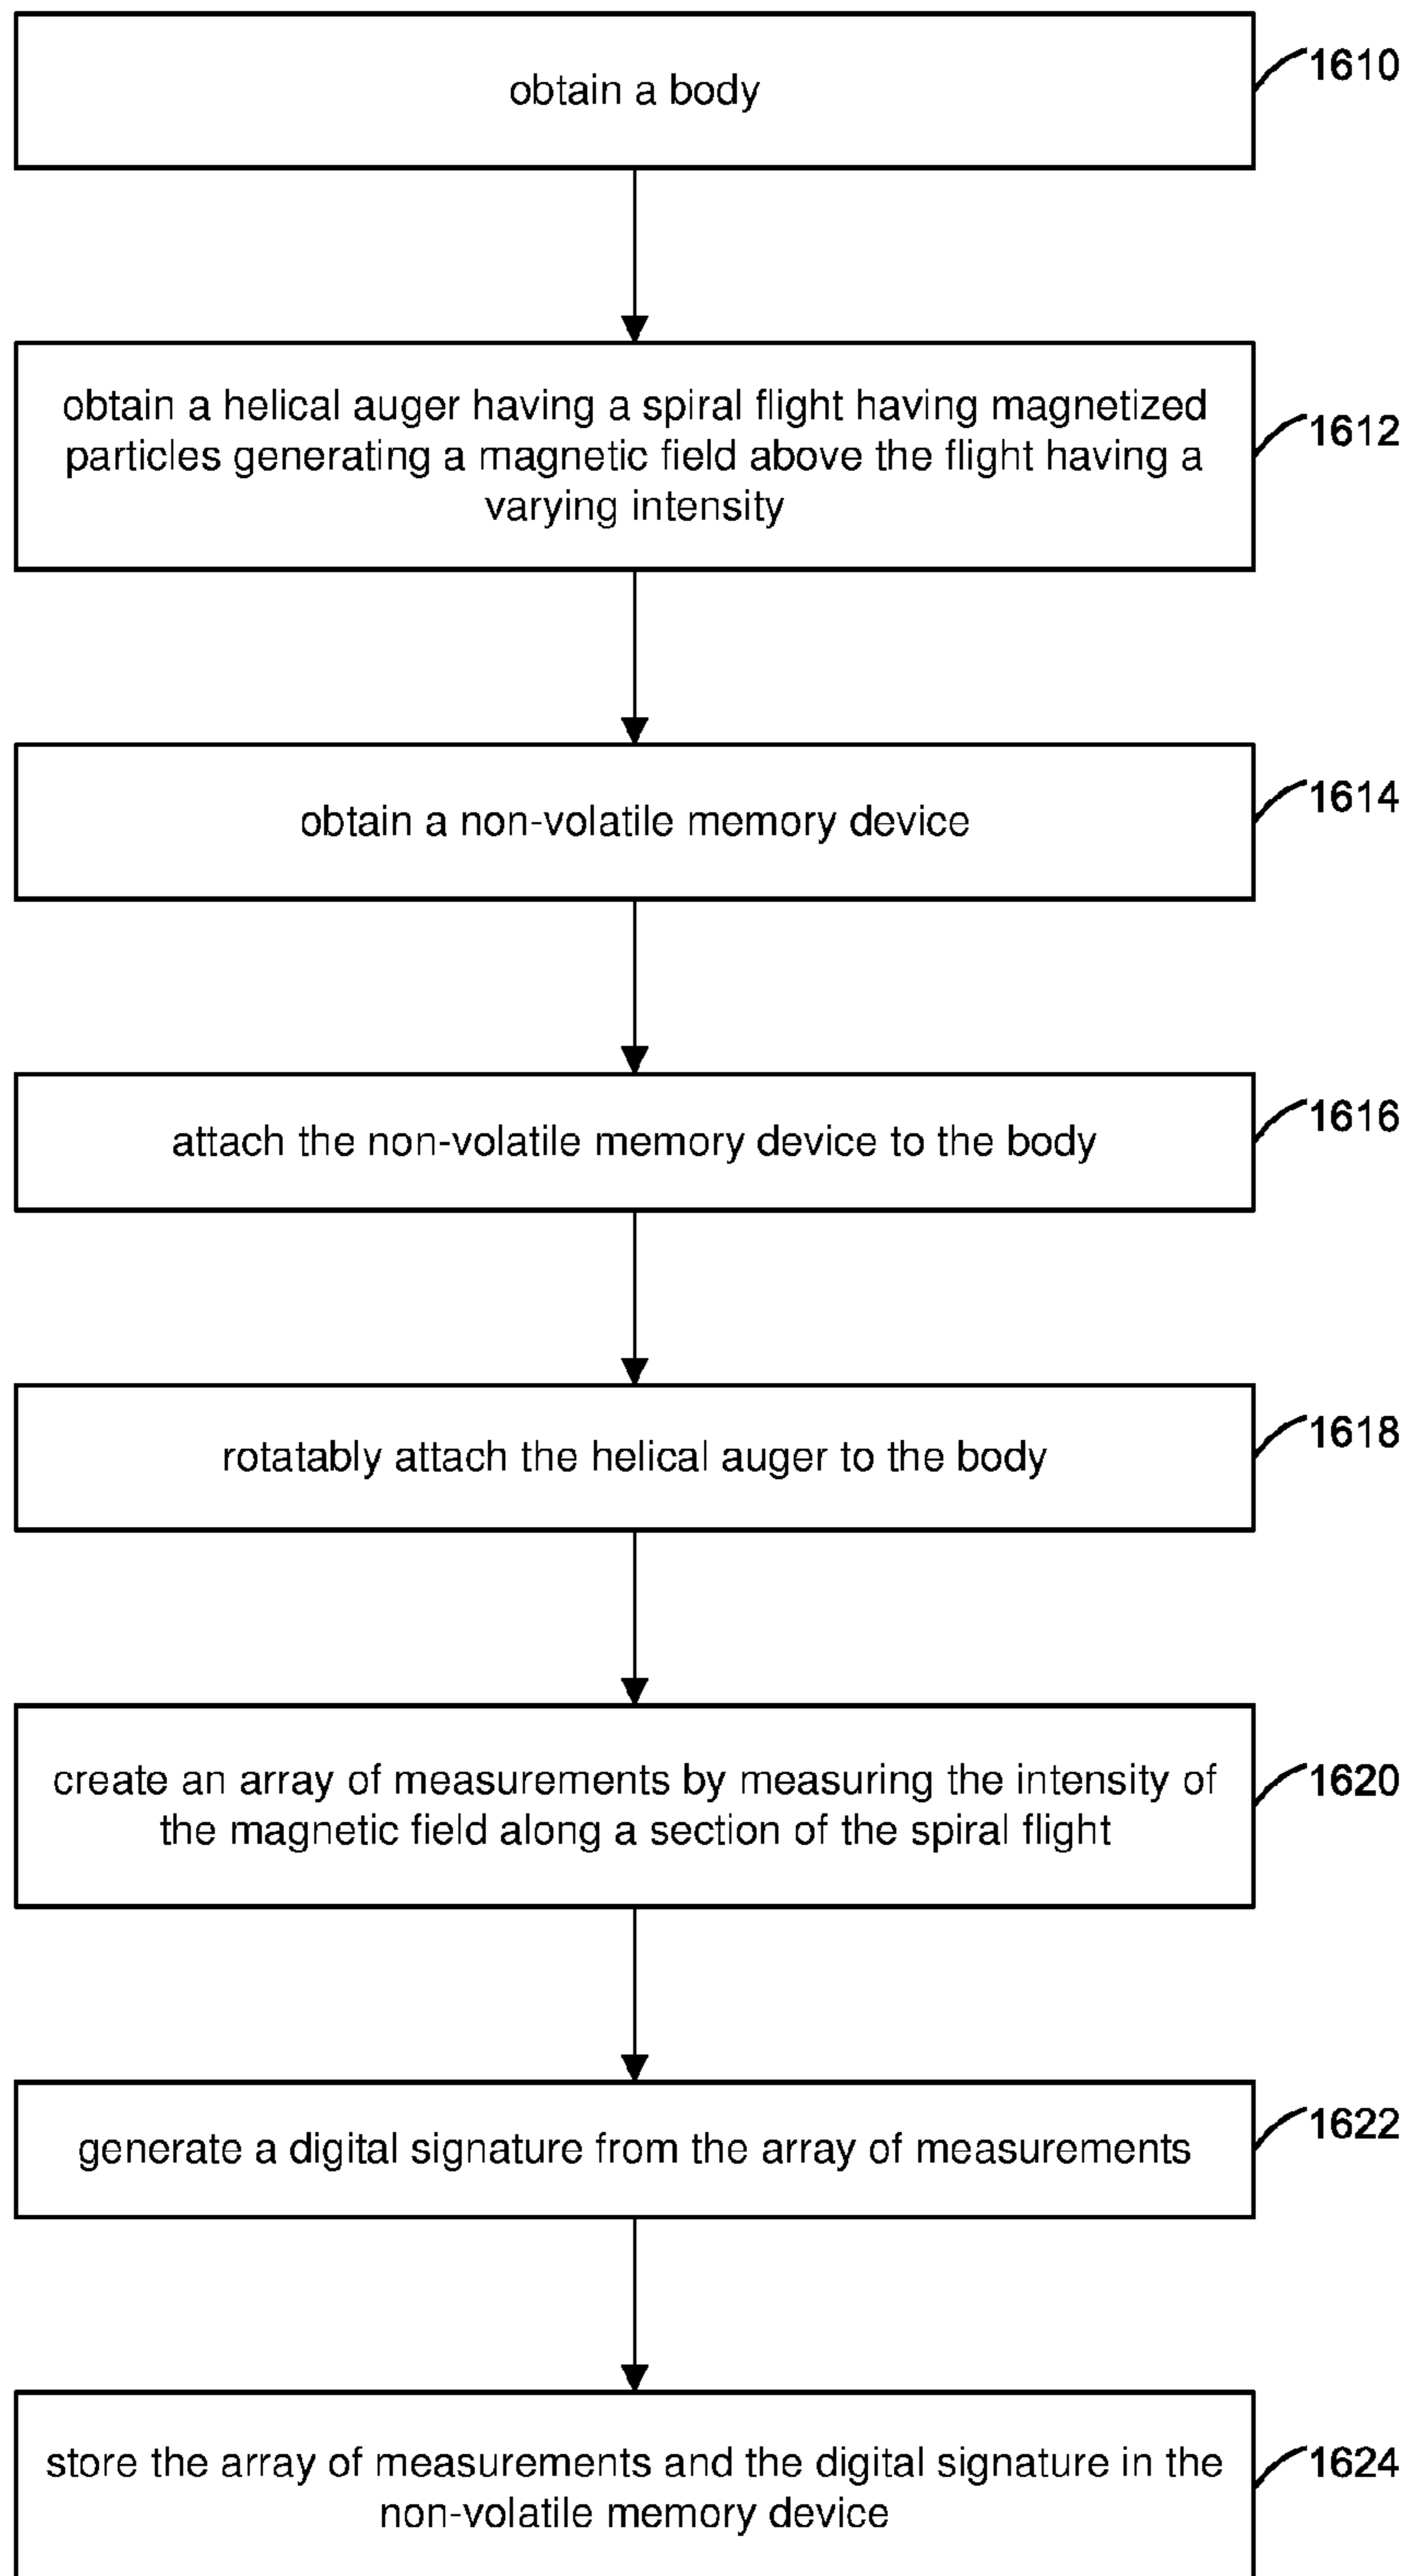 obtain a body
1610
obtain a helical auger having a spiral flight having magnetized
particles generating a magnetic field above the flight having a
varying intensity
1612
obtain a non-volatile memory device
1614
attach the non-volatile memory device to the body
1616
rotatably attach the helical auger to the body
1618
create an array of measurements by measuring the intensity of
the magnetic field along a section of the spiral flight
1620
generate a digital signature from the array of measurements
1622
store the array of measurements and the digital signature in the
non-volatile memory device
1624